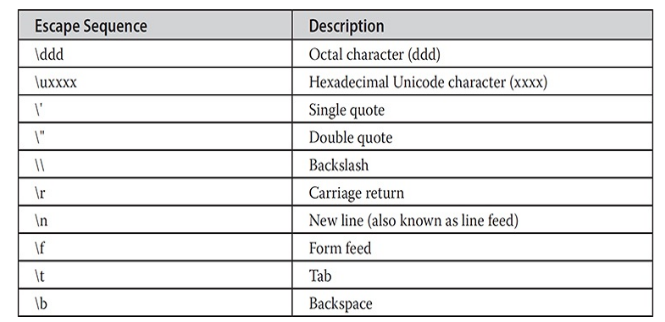 Escape Sequence Description
\ddd Octal character (ddd)
\uxxxx Hexadecimal Unicode character (xxxx)
\' Single quote
\" Double quote
\\ Backslash
\r Carriage return
\n New line (also known as line feed)
\f Form feed
\t Tab
\b Backspace